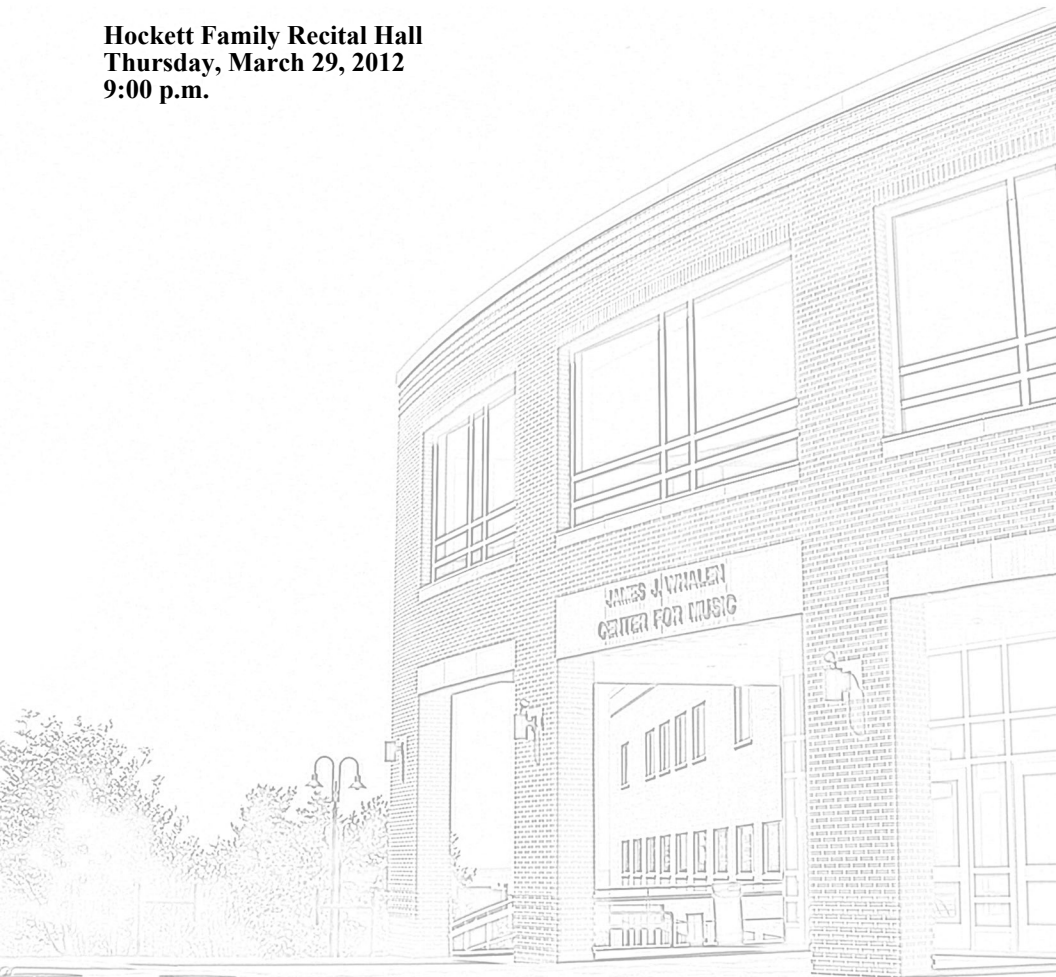 Hockett Family Recital Hall
Thursday, March 29, 2012
9:00 p.m.
JAMES J. WHALEN
CENTER FOR MUSIC